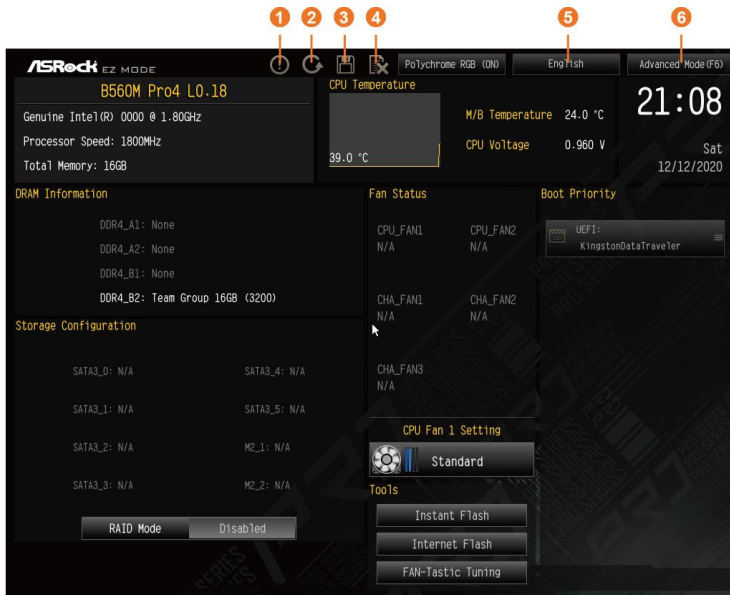 1 2 3 4 5 6
ASRock EZ MODE
Polychrome RGB (ON) English Advanced Mode(F6)
B560M Pro4 L0.18
Genuine Intel(R) 0000 @ 1.80GHz
Processor Speed: 1800MHz
Total Memory: 16GB
CPU Temperature
39.0 °C
M/B Temperature 24.0 °C
CPU Voltage 0.960 V
21:08
Sat
12/12/2020
DRAM Information
DDR4_A1: None
DDR4_A2: None
DDR4_B1: None
DDR4_B2: Team Group 16GB (3200)
Storage Configuration
SATA3_0: N/A SATA3_4: N/A
SATA3_1: N/A SATA3_5: N/A
SATA3_2: N/A M2_1: N/A
SATA3_3: N/A M2_2: N/A
RAID Mode Disabled
Fan Status
CPU_FAN1 CPU_FAN2
N/A N/A
CHA_FAN1 CHA_FAN2
N/A N/A
CHA_FAN3
N/A
CPU Fan 1 Setting
Standard
Tools
Instant Flash
Internet Flash
FAN-Tastic Tuning
Boot Priority
UEFI:
KingstonDataTraveler